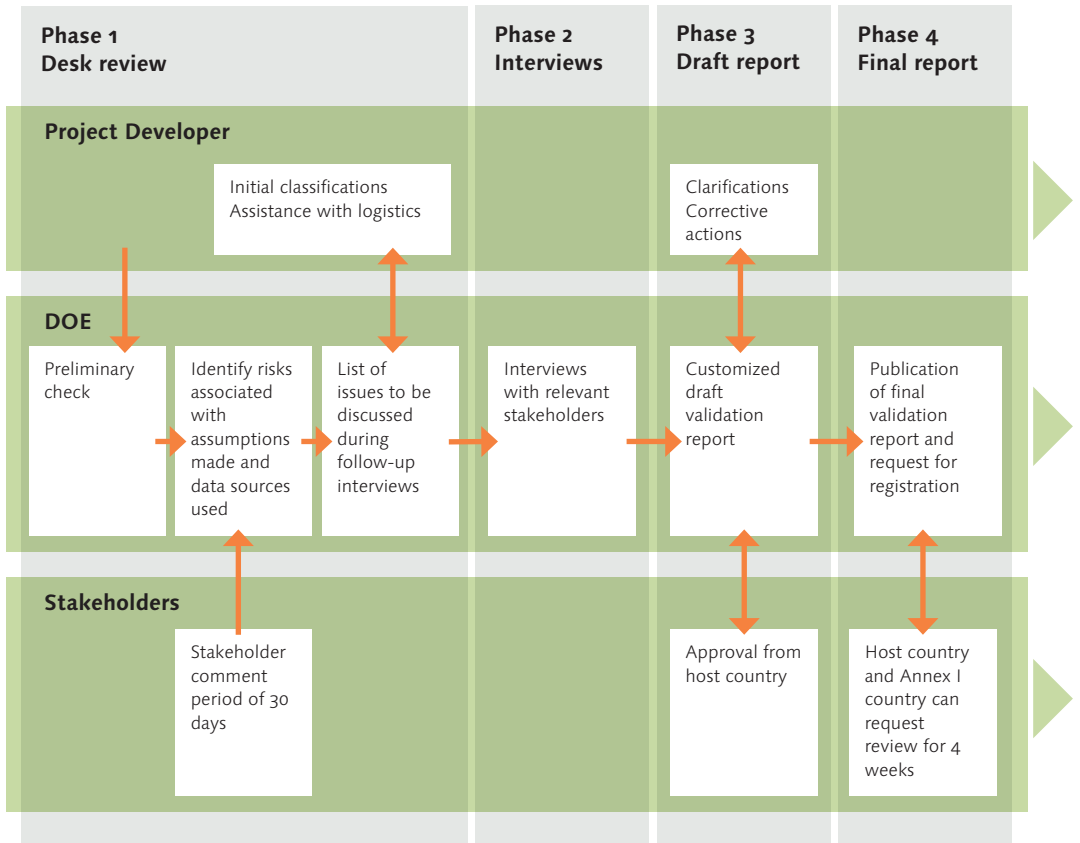 Phase 1
Desk review
Phase 2
Interviews
Phase 3
Draft report
Phase 4
Final report
Project Developer
Initial classifications
Assistance with logistics
Clarifications
Corrective
actions
DOE
Preliminary
check
Identify risks
associated
with
assumptions
made and
data sources
used
List of
issues to be
discussed
during
follow-up
interviews
Interviews
with relevant
stakeholders
Customized
draft
validation
report
Publication
of final
validation
report and
request for
registration
Stakeholders
Stakeholder
comment
period of 30
days
Approval from
host country
Host country
and Annex I
country can
request
review for 4
weeks